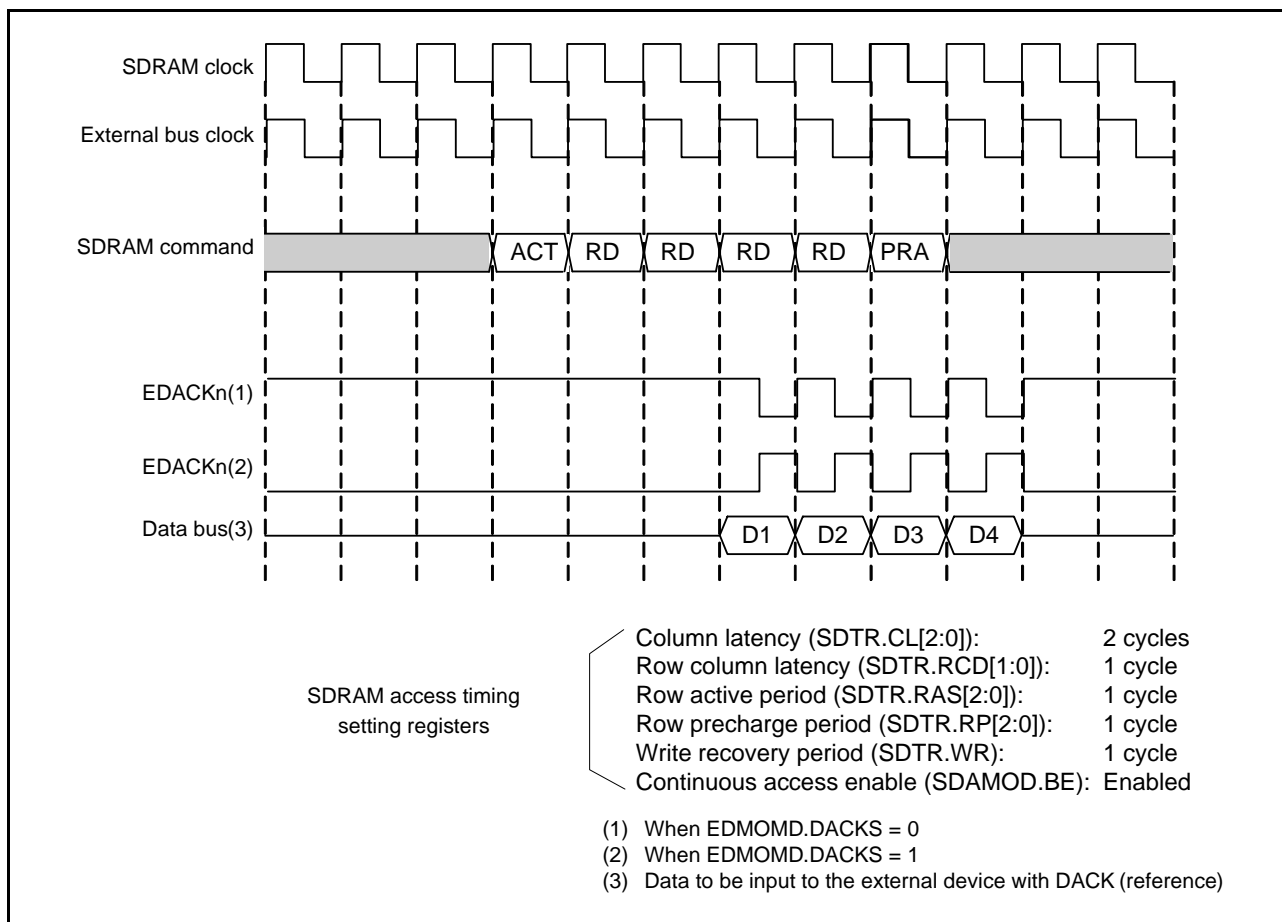 SDRAM clock
External bus clock
SDRAM command
ACT RD RD RD RD PRA
EDACKn(1)
EDACKn(2)
Data bus(3)
D1 D2 D3 D4
SDRAM access timing
setting registers
Column latency (SDTR.CL[2:0]): 2 cycles
Row column latency (SDTR.RCD[1:0]): 1 cycle
Row active period (SDTR.RAS[2:0]): 1 cycle
Row precharge period (SDTR.RP[2:0]): 1 cycle
Write recovery period (SDTR.WR): 1 cycle
Continuous access enable (SDAMOD.BE): Enabled
(1) When EDMOMD.DACKS = 0
(2) When EDMOMD.DACKS = 1
(3) Data to be input to the external device with DACK (reference)